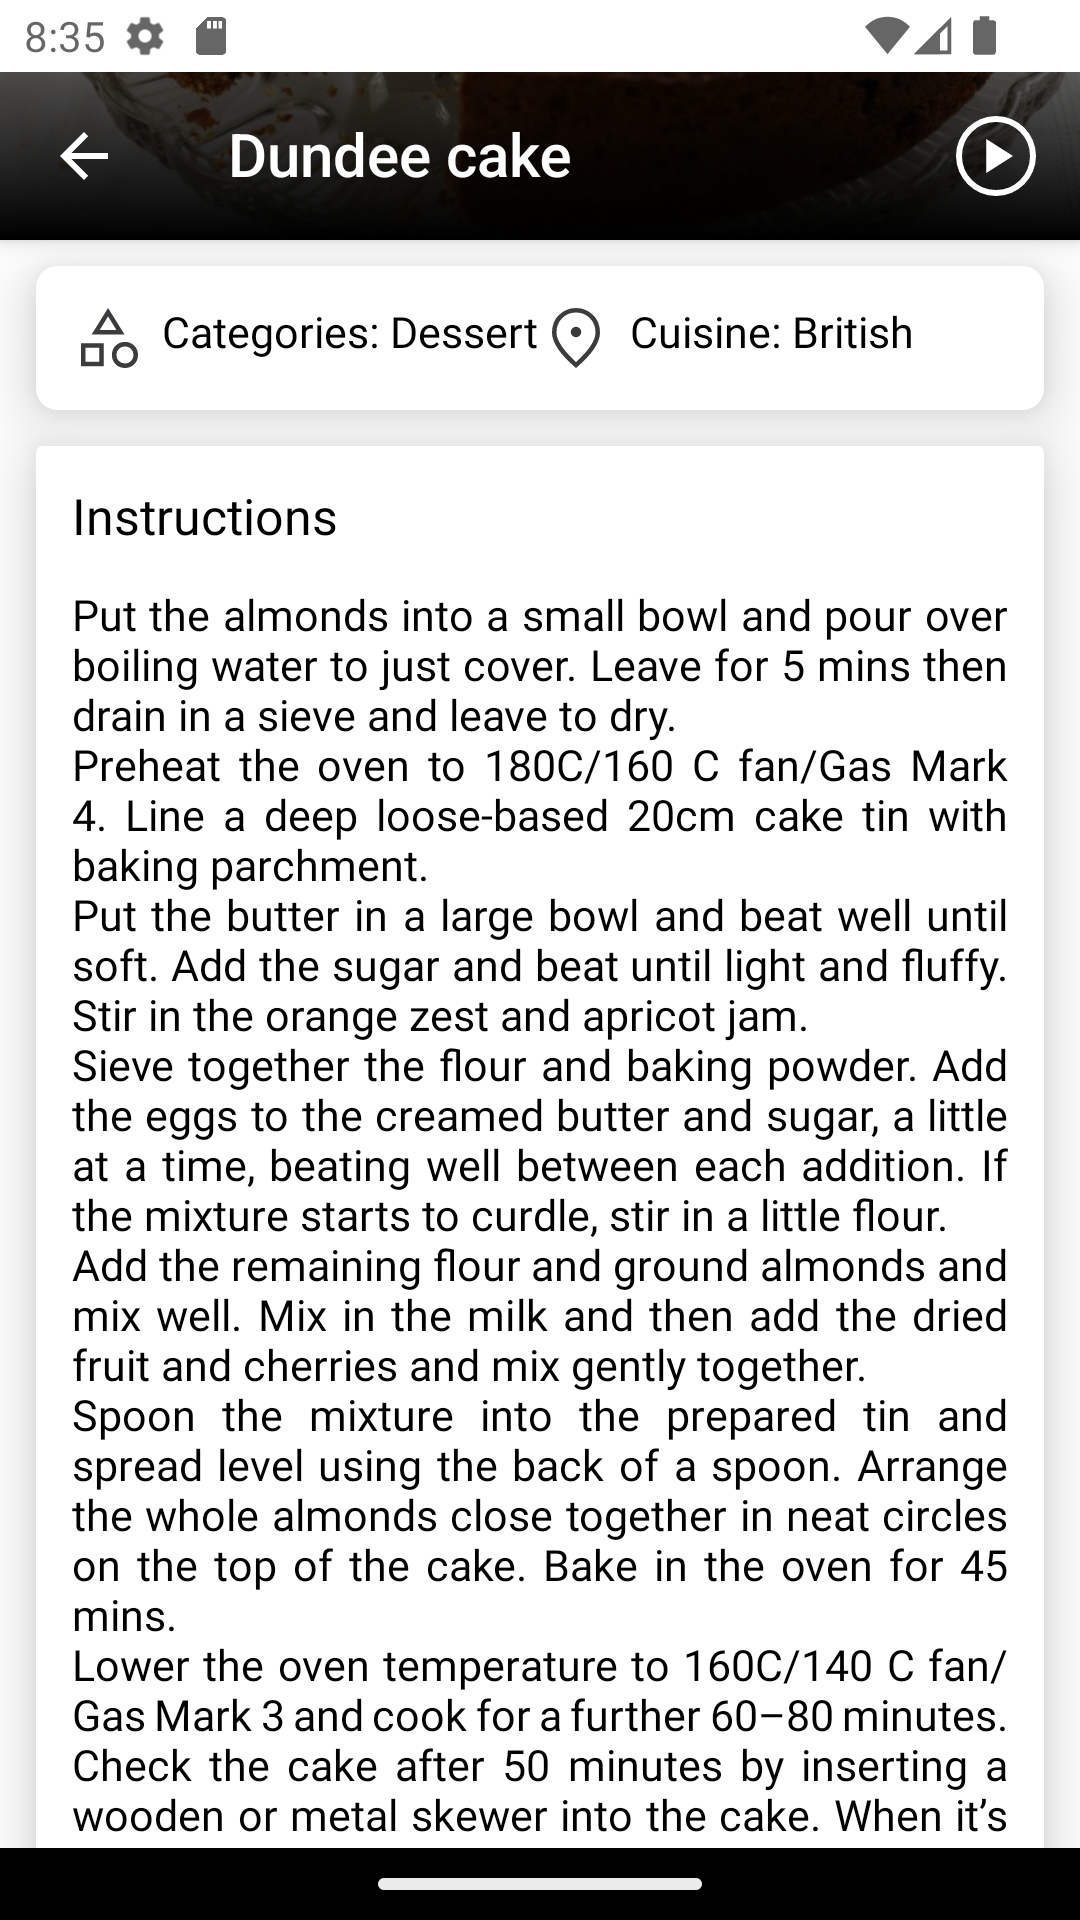 8:35
Dundee cake
Categories: Dessert
Cuisine: British
Instructions
Put the almonds into a small bowl and pour over
boiling water to just cover. Leave for 5 mins then
drain in a sieve and leave to dry.
Preheat the oven to 180C/160 C fan/Gas Mark
4. Line a deep loose-based 20cm cake tin with
baking parchment.
Put the butter in a large bowl and beat well until
soft. Add the sugar and beat until light and fluffy.
Stir in the orange zest and apricot jam.
Sieve together the flour and baking powder. Add
the eggs to the creamed butter and sugar, a little
at a time, beating well between each addition. If
the mixture starts to curdle, stir in a little flour.
Add the remaining flour and ground almonds and
mix well. Mix in the milk and then add the dried
fruit and cherries and mix gently together.
Spoon the mixture into the prepared tin and
spread level using the back of a spoon. Arrange
the whole almonds close together in neat circles
on the top of the cake. Bake in the oven for 45
mins.
Lower the oven temperature to 160C/140 C fan/
Gas Mark 3 and cook for a further 60–80 minutes.
Check the cake after 50 minutes by inserting a
wooden or metal skewer into the cake. When it’s